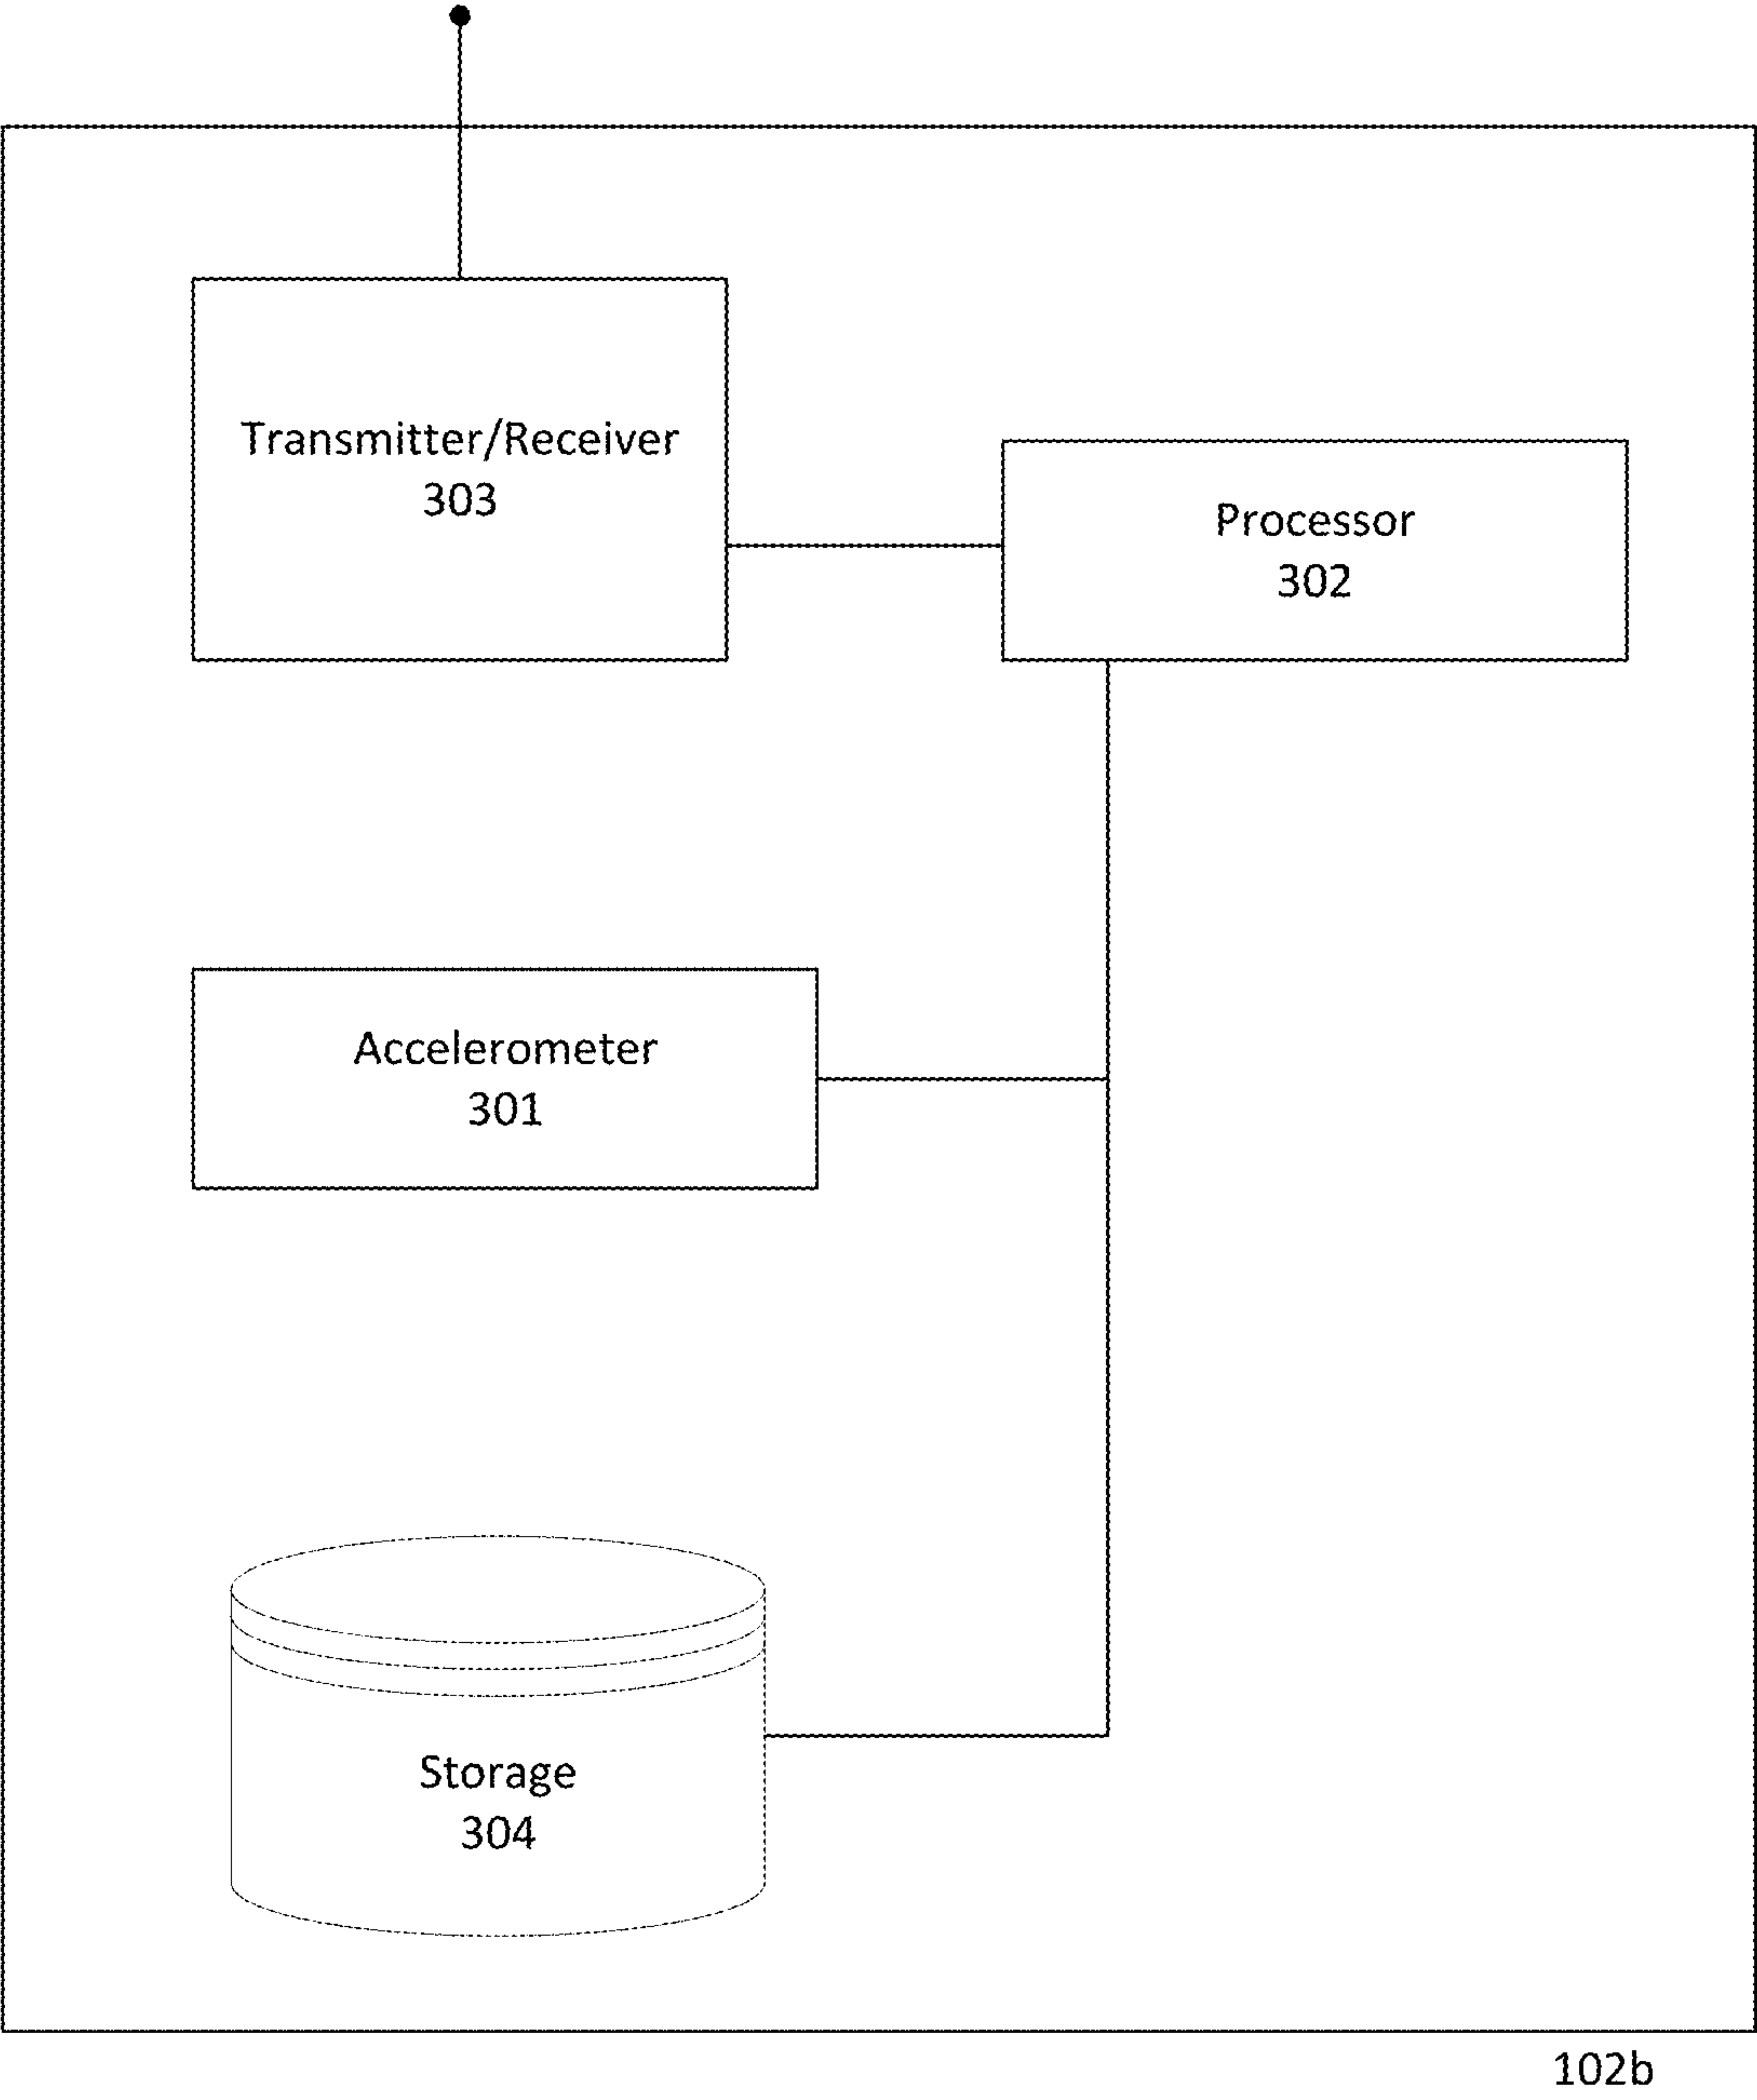 Transmitter/Receiver
303
Processor
302
Accelerometer
301
Storage
304
102b